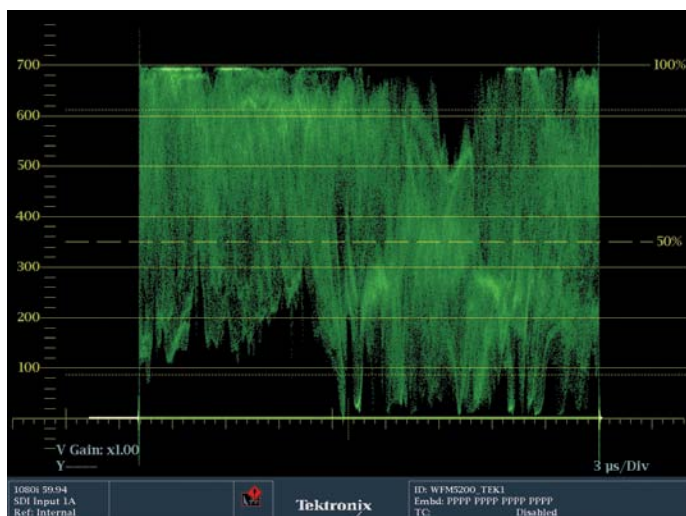 700
100%
600
500
400
50%
300
200
100
V Gain: x1.00
Y
3 µs/Div
1080i 59.94
SDI Input 1A
Ref: Internal
Tektronix
ID: WFM5200_TEK1
Embd: PPPP PPPP PPPP PPPP
TC:
Disabled